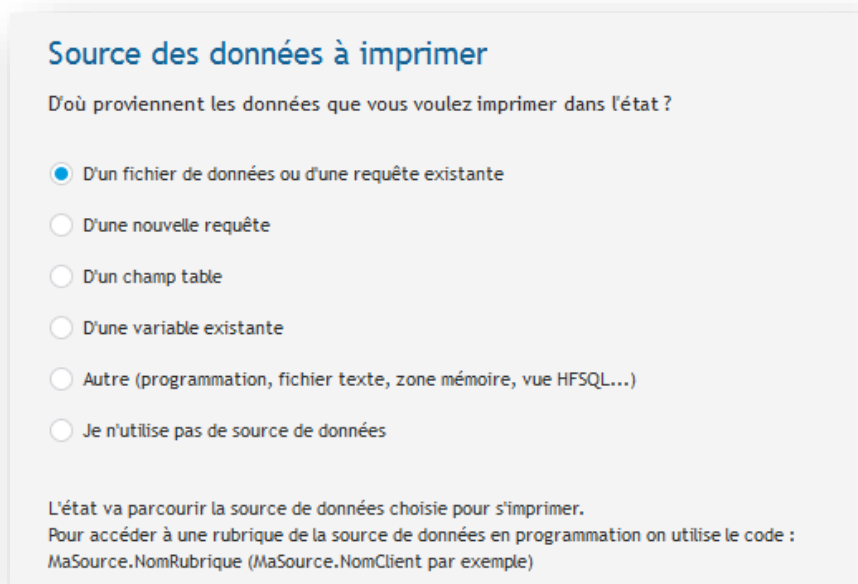 Source des données à imprimer
D'où proviennent les données que vous voulez imprimer dans l'état ?
D'un fichier de données ou d'une requête existante
D'une nouvelle requête
D'un champ table
D'une variable existante
Autre (programmation, fichier texte, zone mémoire, vue HFSQL...)
Je n'utilise pas de source de données
L'état va parcourir la source de données choisie pour s'imprimer.
Pour accéder à une rubrique de la source de données en programmation on utilise le code :
MaSource.NomRubrique (MaSource.NomClient par exemple)